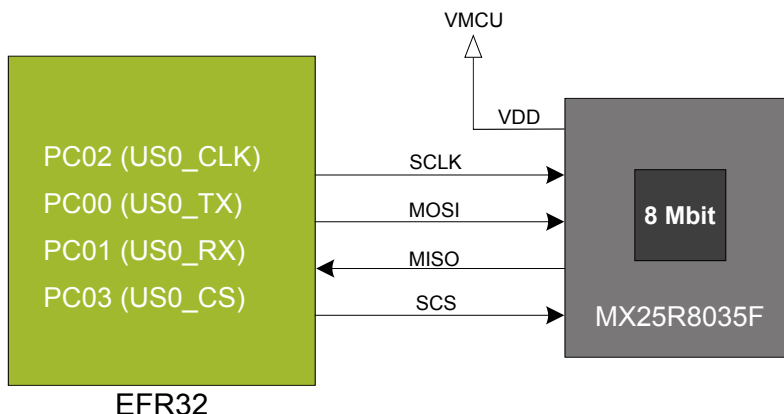 VMCU
VDD
PC02 (US0_CLK)
SCLK
PC00 (US0_TX)
MOSI
8 Mbit
PC01 (US0_RX)
MISO
PC03 (US0_CS)
SCS
MX25R8035F
EFR32